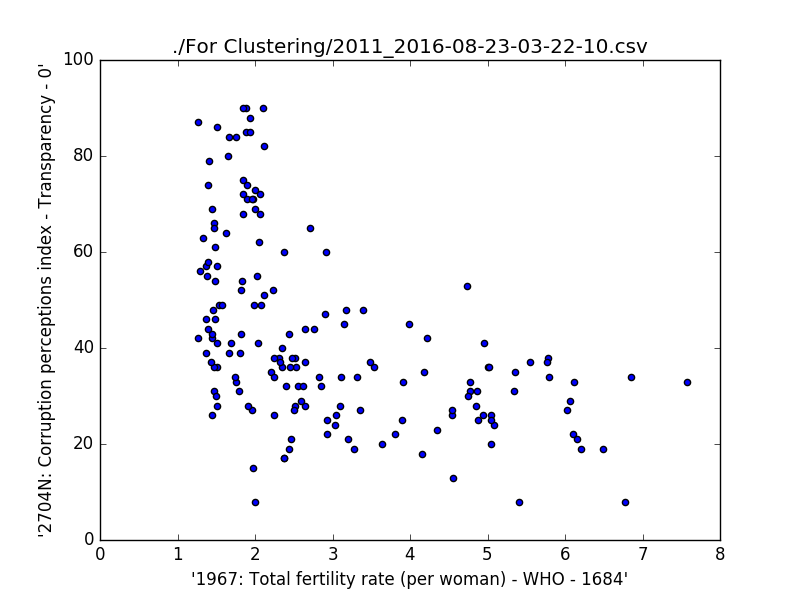 ./For Clustering/2011_2016-08-23-03-22-10.csv
100
80
60
40
20
0
'2704N: Corruption perceptions index - Transparency - 0'
0 1 2 3 4 5 6 7 8
'1967: Total fertility rate (per woman) - WHO - 1684'